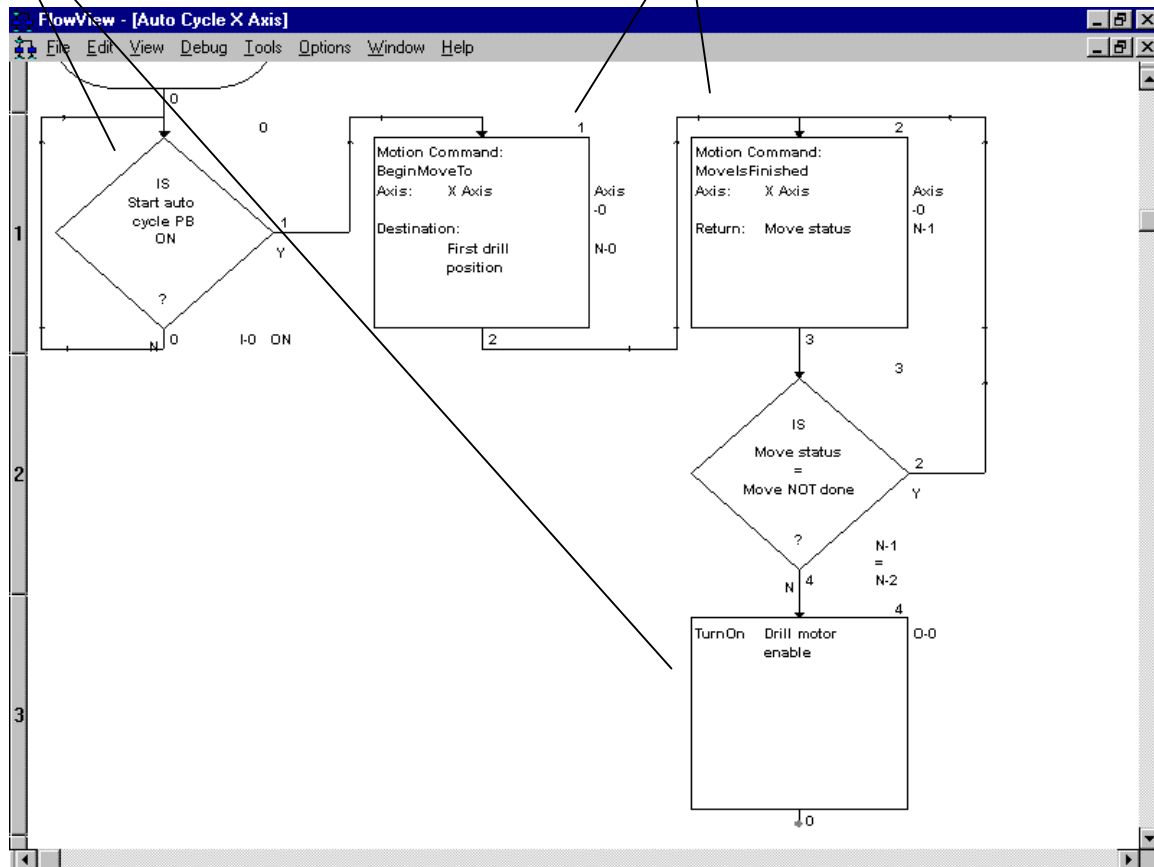 FlowView - [Auto Cycle X Axis]
File Edit View Debug Tools Options Window Help
0
0
1
2
IS
Start auto
cycle PB
ON
?
1
Y
N
0
I-0 ON
1
Motion Command:
BeginMoveTo
Axis: X Axis
Axis
-0
Destination:
N-0
First drill
position
2
Motion Command:
MoveIsFinished
Axis: X Axis
Axis
-0
Return: Move status
N-1
3
3
2
IS
Move status
=
Move NOT done
?
2
Y
N-1
=
N-2
N
4
4
3
TurnOn Drill motor
enable
O-0
0